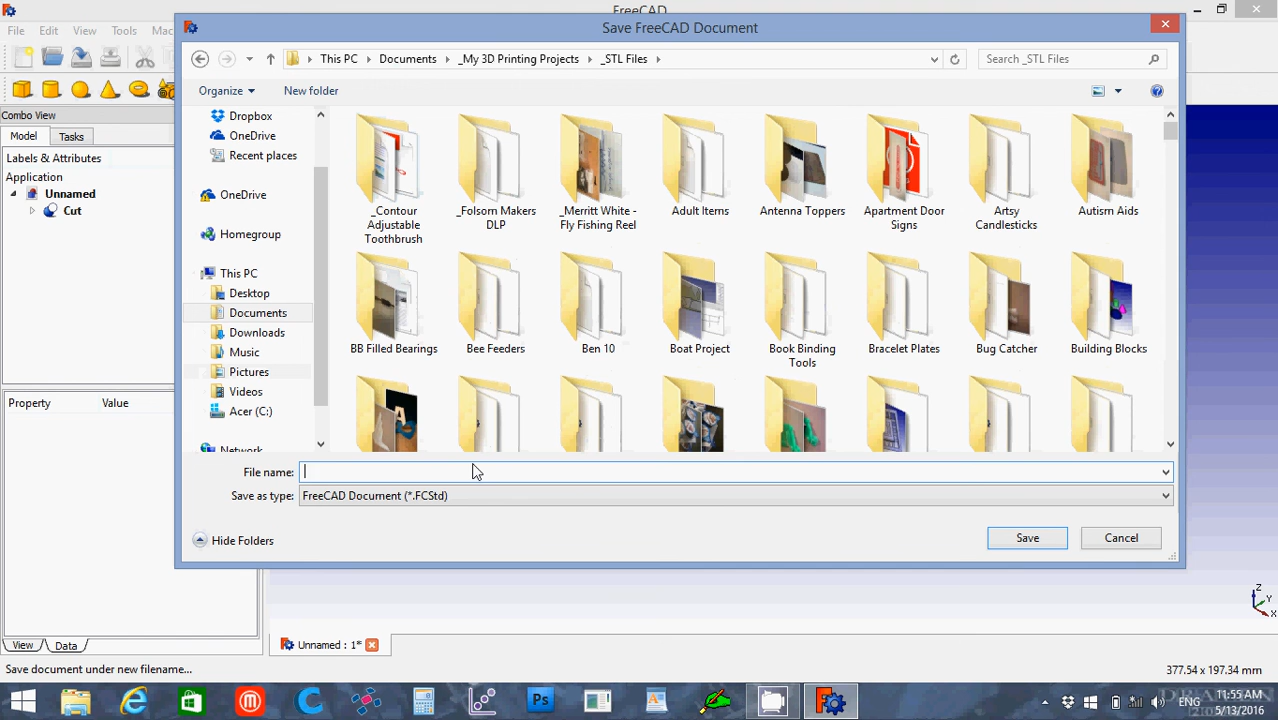 FreeCAD
File Edit View Tools Mac
Save FreeCAD Document
This PC Documents _My 3D Printing Projects _STL Files
Search _STL Files
Organize New folder
Combo View
Model Tasks
Labels & Attributes
Application
Unnamed
Cut
Dropbox
OneDrive
Recent places
OneDrive
Homegroup
This PC
Desktop
Documents
Downloads
Music
Pictures
Videos
Acer (C:)
Network
_Contour Adjustable Toothbrush
_Folsom Makers DLP
_Merritt White - Fly Fishing Reel
Adult Items
Antenna Toppers
Apartment Door Signs
Artsy Candlesticks
Autism Aids
BB Filled Bearings
Bee Feeders
Ben 10
Boat Project
Book Binding Tools
Bracelet Plates
Bug Catcher
Building Blocks
Property Value
File name:
Save as type: FreeCAD Document (*.FCStd)
Hide Folders
Save Cancel
View Data
Unnamed : 1*
Z
Y
X
Save document under new filename...
377.54 x 197.34 mm
Ps
ENG
11:55 AM
5/13/2016